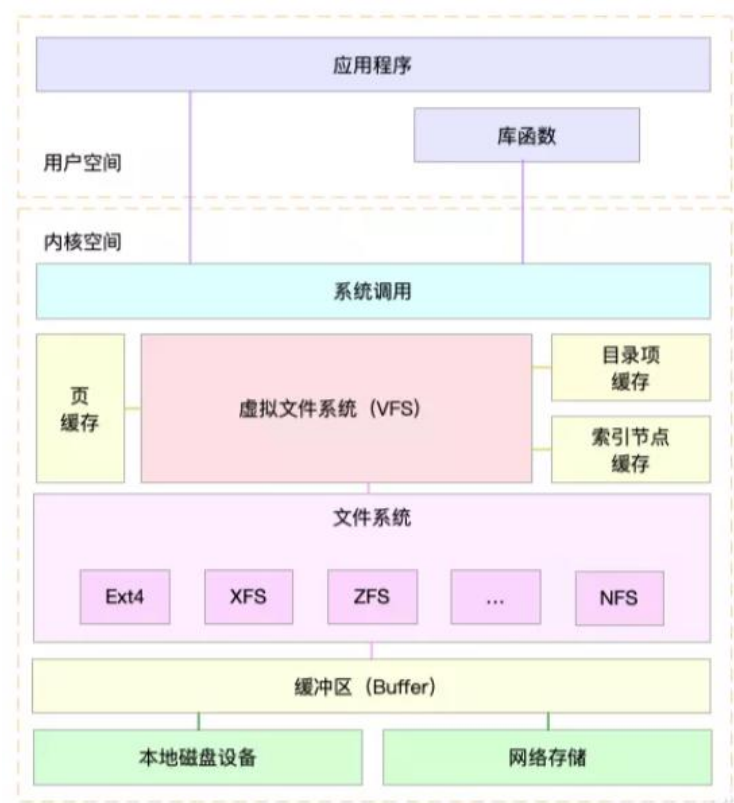 应用程序
库函数
用户空间
内核空间
系统调用
页
缓存
虚拟文件系统（VFS）
目录项
缓存
索引节点
缓存
文件系统
Ext4
XFS
ZFS
...
NFS
缓冲区（Buffer）
本地磁盘设备
网络存储